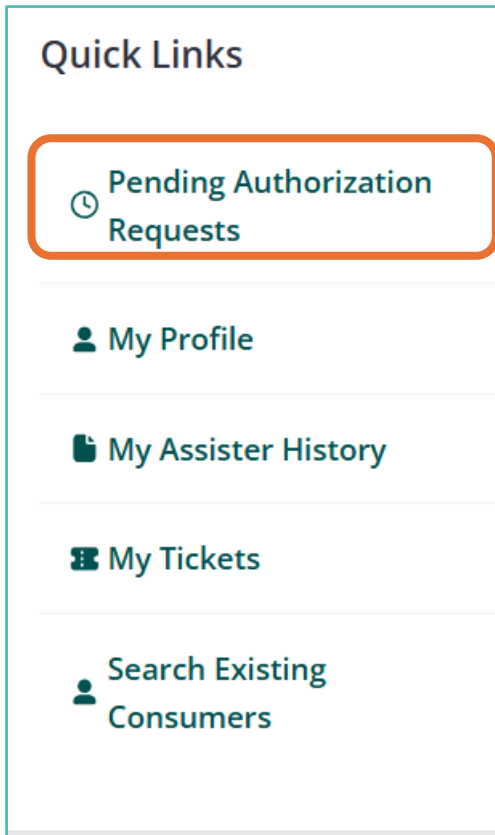 Quick Links
Pending Authorization
Requests
My Profile
My Assister History
My Tickets
Search Existing
Consumers